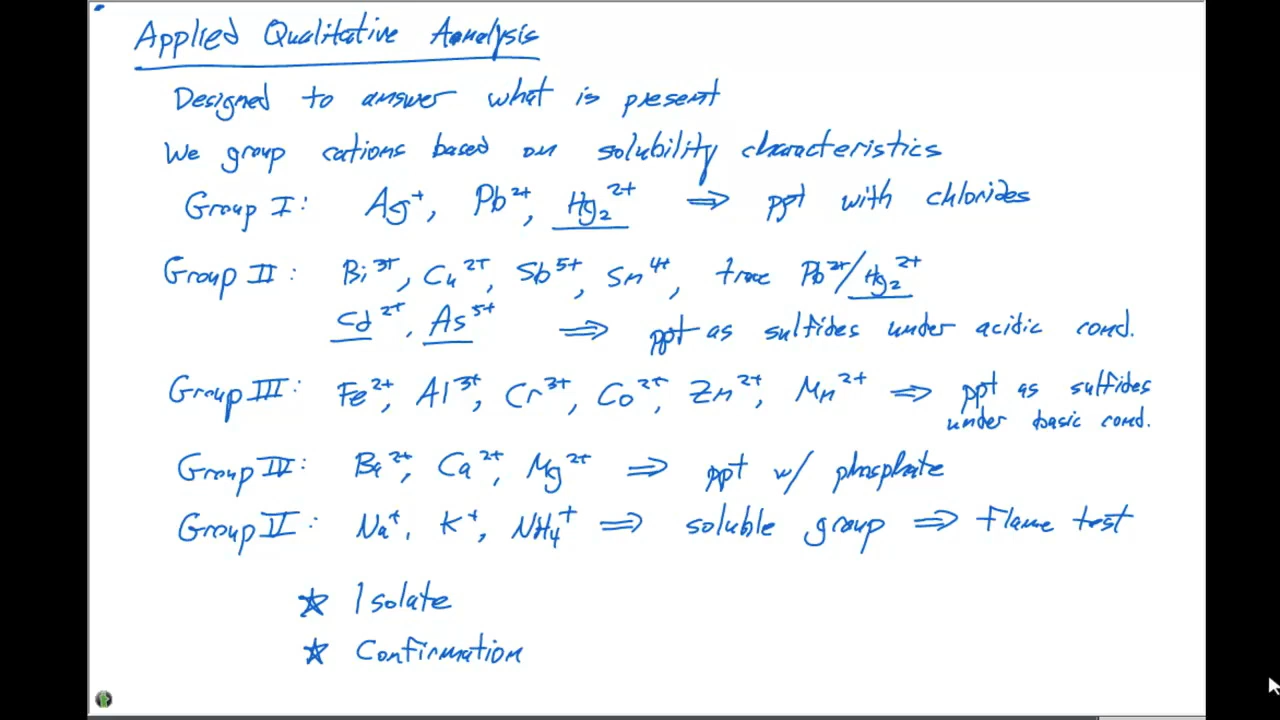 Applied Qualitative Analysis
Designed to answer what is present
We group cations based on solubility characteristics
Group I: Ag⁺, Pb²⁺, Hg₂²⁺ ⇒ ppt with chlorides
Group II: Bi³⁺, Cu²⁺, Sb⁵⁺, Sn⁴⁺, trace Pb²⁺/Hg₂²⁺
Cd²⁺, As⁵⁺ ⇒ ppt as sulfides under acidic cond.
Group III: Fe²⁺, Al³⁺, Cr³⁺, Co²⁺, Zn²⁺, Mn²⁺ ⇒ ppt as sulfides
under basic cond.
Group IV: Ba²⁺, Ca²⁺, Mg²⁺ ⇒ ppt w/ phosphate
Group V: Na⁺, K⁺, NH₄⁺ ⇒ soluble group ⇒ Flame test
☆ Isolate
☆ Confirmation